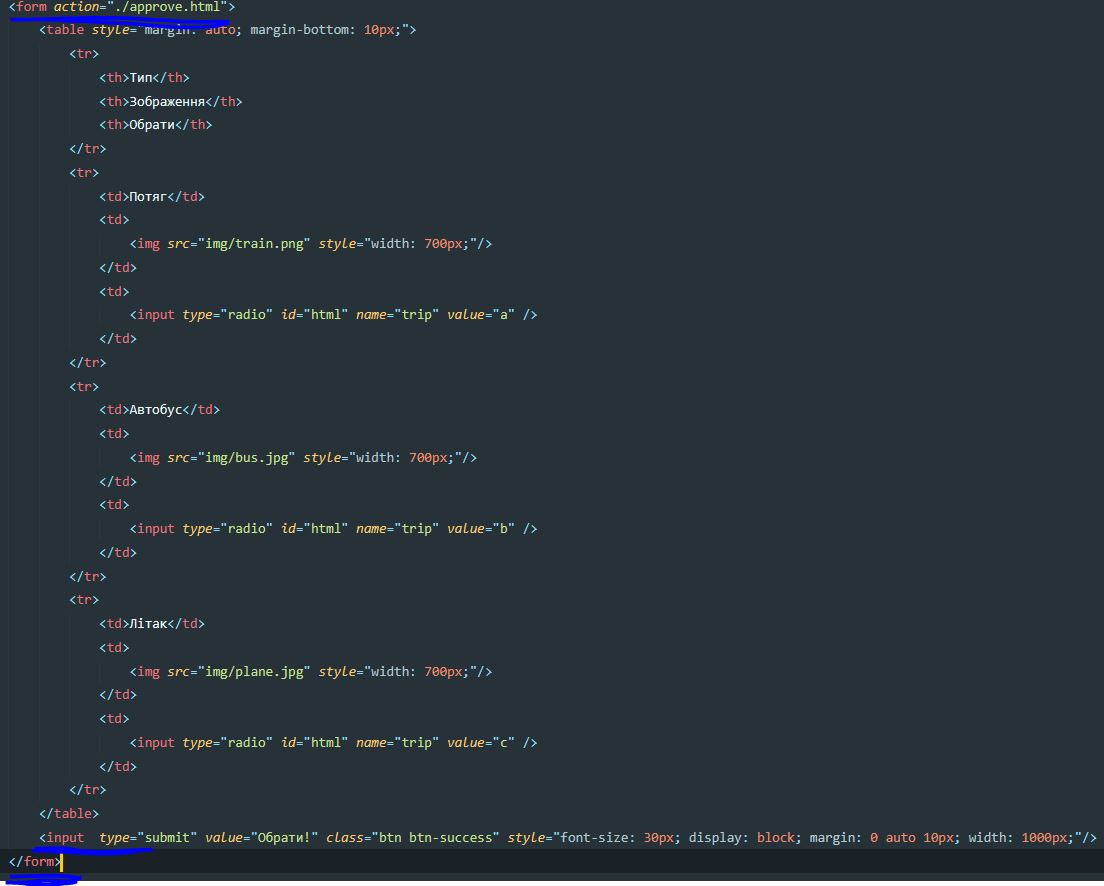 <form action="./approve.html">
<table style="margin: auto; margin-bottom: 10px;">
<tr>
<th>Тип</th>
<th>Зображення</th>
<th>Обрати</th>
</tr>
<tr>
<td>Потяг</td>
<td>
<img src="img/train.png" style="width: 700px;"/>
</td>
<td>
<input type="radio" id="html" name="trip" value="a" />
</td>
</tr>
<tr>
<td>Автобус</td>
<td>
<img src="img/bus.jpg" style="width: 700px;"/>
</td>
<td>
<input type="radio" id="html" name="trip" value="b" />
</td>
</tr>
<tr>
<td>Літак</td>
<td>
<img src="img/plane.jpg" style="width: 700px;"/>
</td>
<td>
<input type="radio" id="html" name="trip" value="c" />
</td>
</tr>
</table>
<input  type="submit" value="Обрати!" class="btn btn-success" style="font-size: 30px; display: block; margin: 0 auto 10px; width: 1000px;"/>
</form>